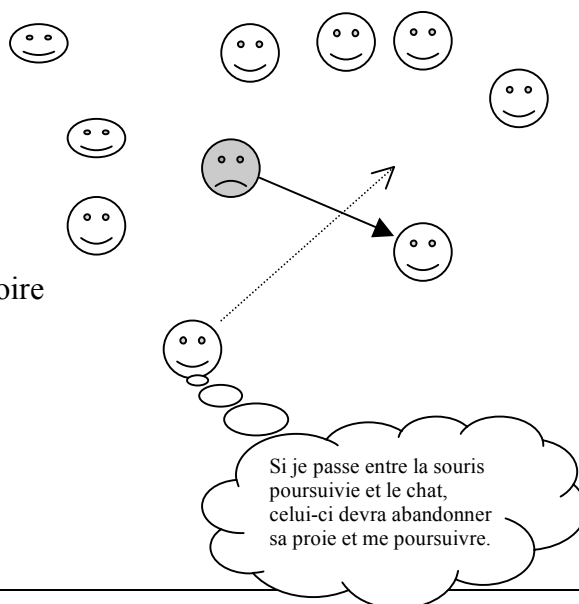 oire
Si je passe entre la souris
poursuivie et le chat,
celui-ci devra abandonner
sa proie et me poursuivre.